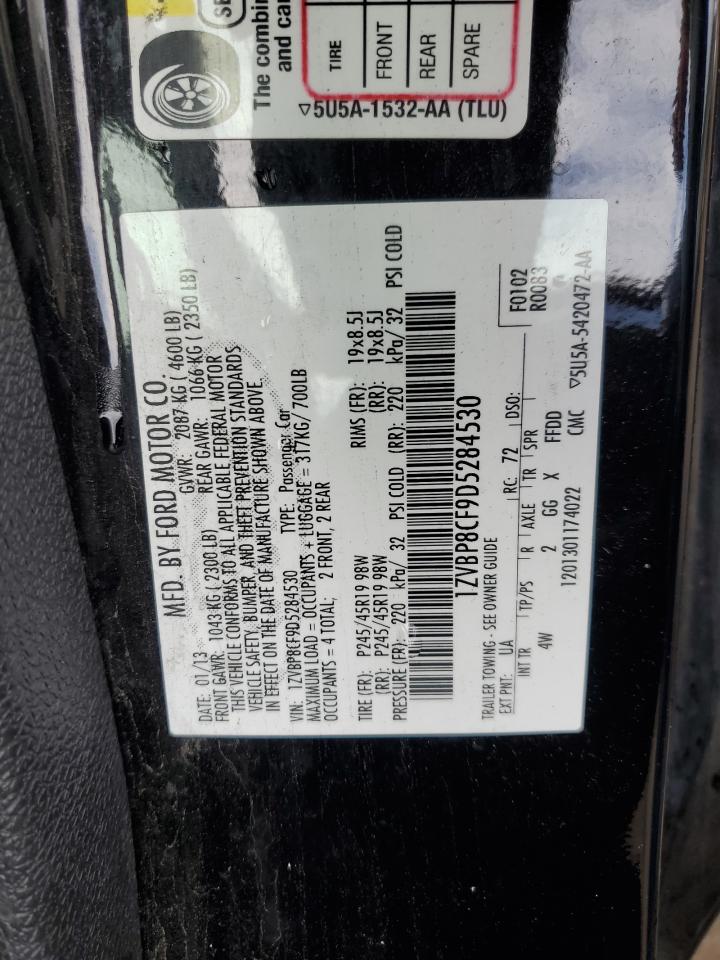 SE
The combin
and car
TIRE
FRONT
REAR
SPARE
▽5U5A-1532-AA (TLU)
MFD. BY FORD MOTOR CO.
DATE: 01/13 GVWR: 2087 KG ( 4600 LB)
FRONT GAWR: 1043 KG ( 2300 LB) REAR GAWR: 1066 KG ( 2350 LB)
THIS VEHICLE CONFORMS TO ALL APPLICABLE FEDERAL MOTOR
VEHICLE SAFETY, BUMPER, AND THEFT PREVENTION STANDARDS
IN EFFECT ON THE DATE OF MANUFACTURE SHOWN ABOVE.
VIN: 1ZVBP8CF9D5284530 TYPE: Passenger Car
MAXIMUM LOAD = OCCUPANTS + LUGGAGE = 317KG/ 700LB
OCCUPANTS = 4 TOTAL; 2 FRONT, 2 REAR
TIRE (FR): P245/45R19 98W RIMS (FR): 19x8.5J
(RR): P245/45R19 98W (RR): 19x8.5J
PRESSURE (FR): 220 kPa/ 32 PSI COLD (RR): 220 kPa/ 32 PSI COLD
1ZVBP8CF9D5284530
TRAILER TOWING - SEE OWNER GUIDE F0102
EXT PNT: UA RC: 72 DSO: R0083
INT TR TP/PS R AXLE TR SPR
4W 2 GG X FFDD
1201301174022 CMC ▽5U5A-5420472-AA